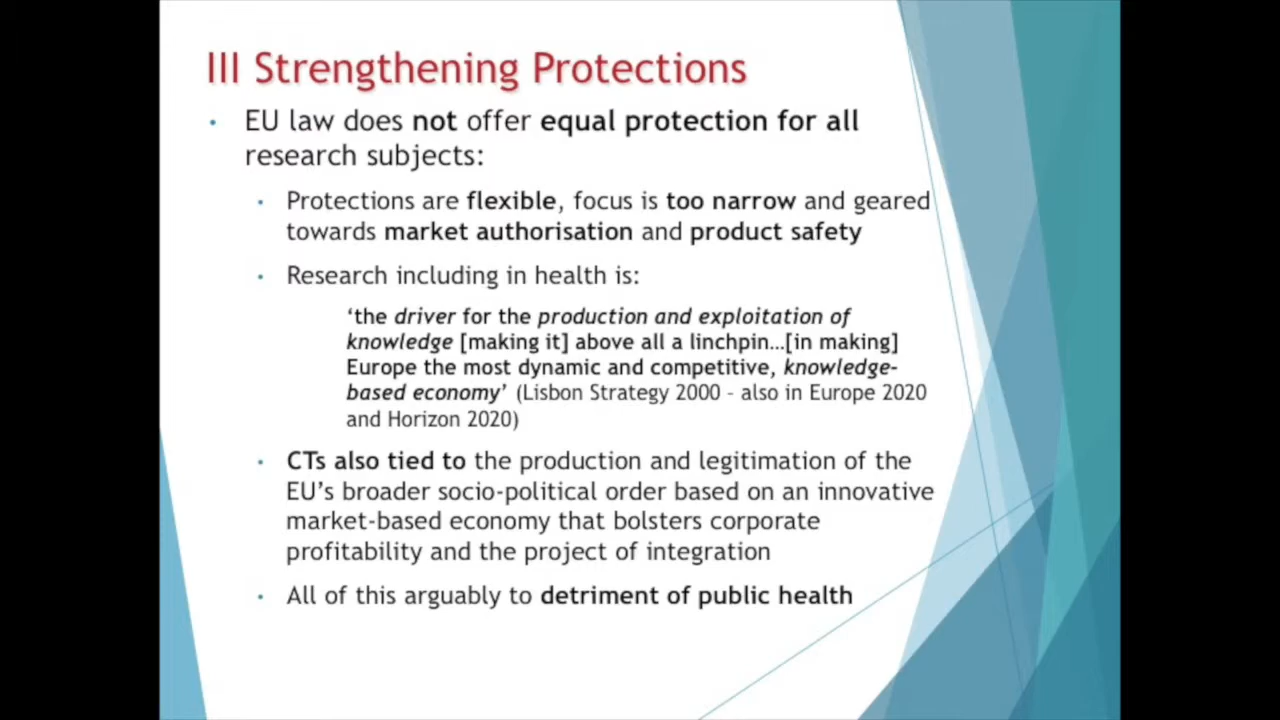 III Strengthening Protections
• EU law does not offer equal protection for all
research subjects:
• Protections are flexible, focus is too narrow and geared
towards market authorisation and product safety
• Research including in health is:
‘the driver for the production and exploitation of
knowledge [making it] above all a linchpin…[in making]
Europe the most dynamic and competitive, knowledge-
based economy’ (Lisbon Strategy 2000 – also in Europe 2020
and Horizon 2020)
• CTs also tied to the production and legitimation of the
EU’s broader socio-political order based on an innovative
market-based economy that bolsters corporate
profitability and the project of integration
• All of this arguably to detriment of public health